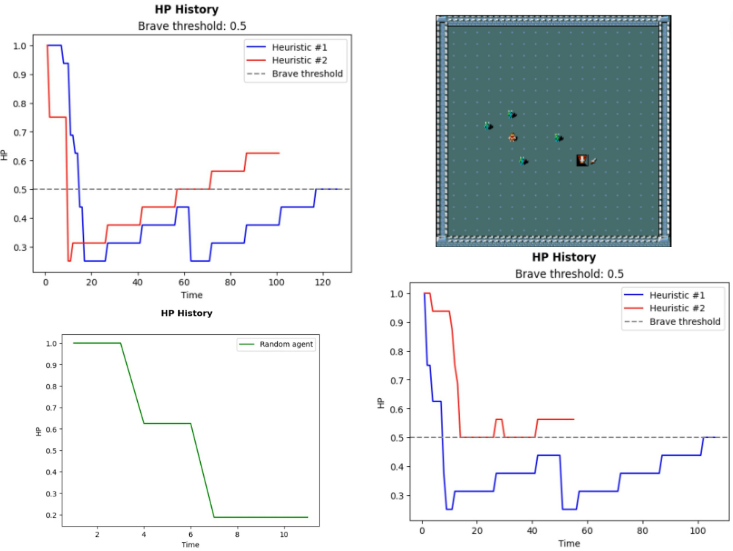 HP History
Brave threshold: 0.5
Heuristic #1
Heuristic #2
Brave threshold
1.0
0.9
0.8
0.7
0.6
0.5
0.4
0.3
HP
0 20 40 60 80 100 120
Time
HP History
Random agent
1.0
0.9
0.8
0.7
0.6
0.5
0.4
0.3
0.2
HP
2 4 6 8 10
Time
HP History
Brave threshold: 0.5
Heuristic #1
Heuristic #2
Brave threshold
1.0
0.9
0.8
0.7
0.6
0.5
0.4
0.3
HP
0 20 40 60 80 100
Time